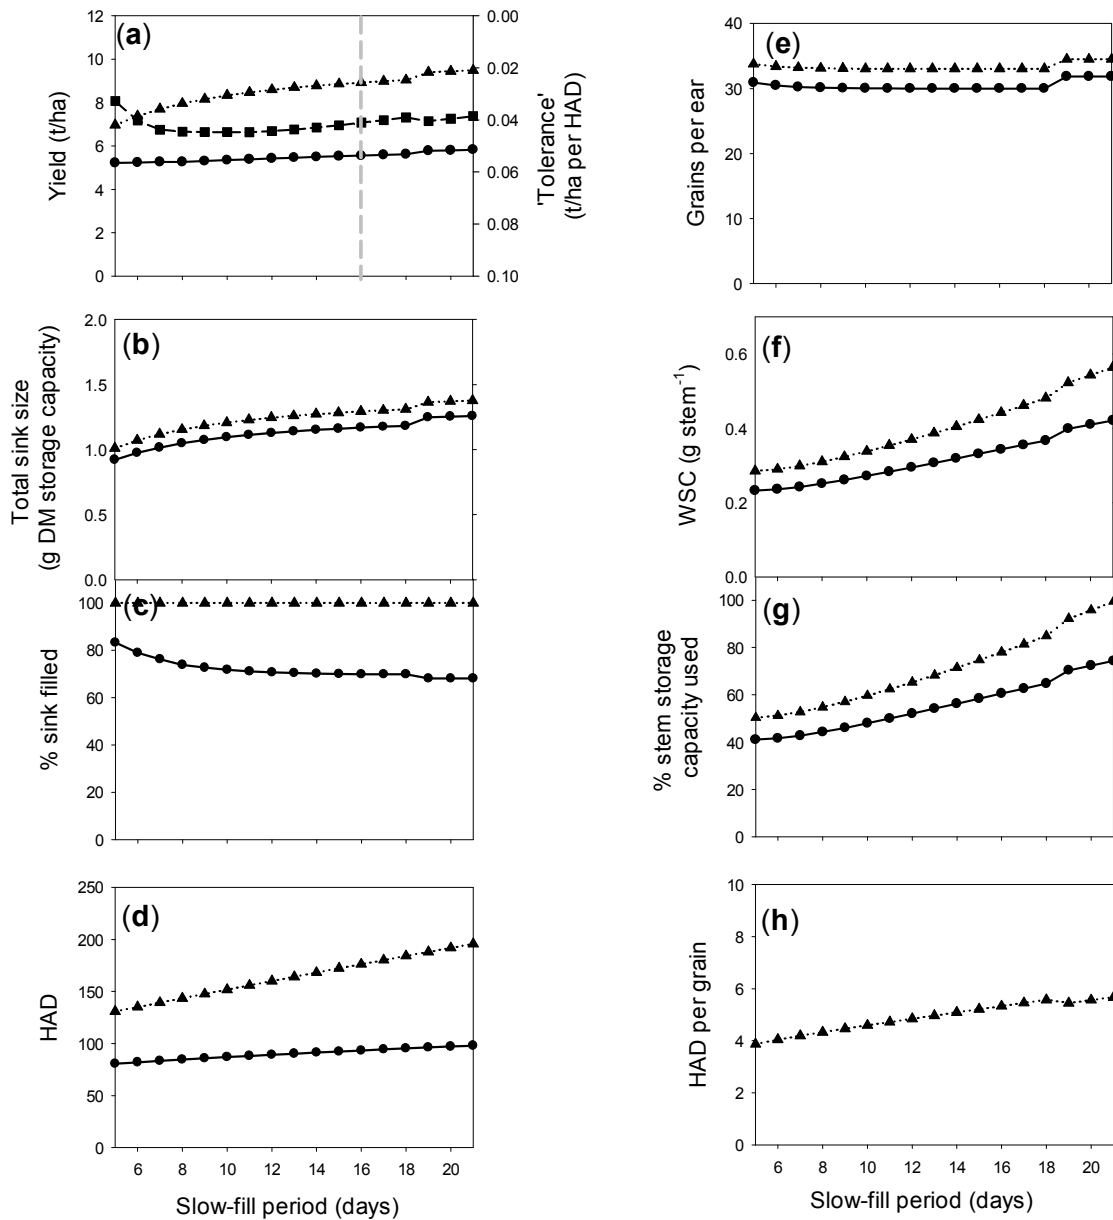 (a)
Yield (t/ha)
12
10
8
6
4
2
0
0.00
0.02
0.04
0.06
0.08
0.10
'Tolerance'
(t/ha per HAD)
(b)
Total sink size
(g DM storage capacity)
2.0
1.5
1.0
0.5
0.0
(c)
% sink filled
100
80
60
40
20
0
(d)
HAD
250
200
150
100
50
0
6 8 10 12 14 16 18 20
Slow-fill period (days)
(e)
Grains per ear
40
30
20
10
0
(f)
WSC (g stem⁻¹)
0.6
0.4
0.2
0.0
(g)
% stem storage
capacity used
100
80
60
40
20
0
(h)
HAD per grain
10
8
6
4
2
0
6 8 10 12 14 16 18 20
Slow-fill period (days)